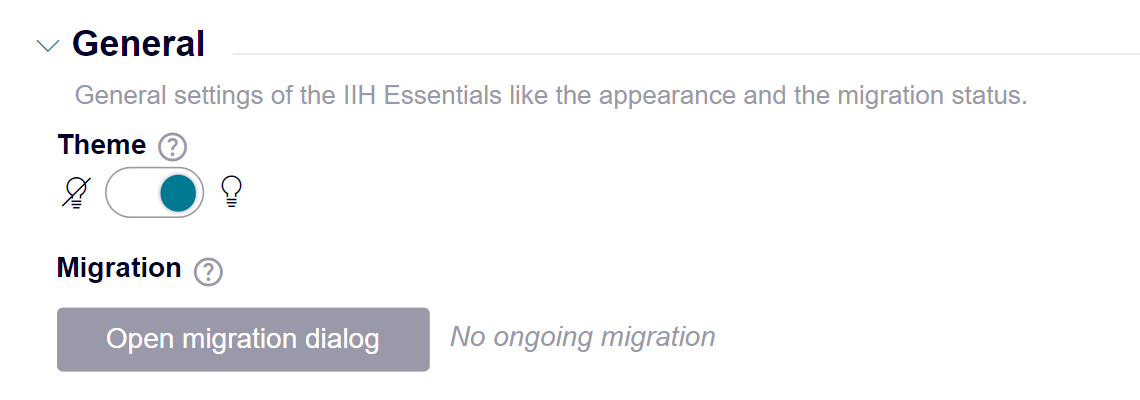 General
General settings of the IIH Essentials like the appearance and the migration status.
Theme ?
Migration ?
Open migration dialog No ongoing migration